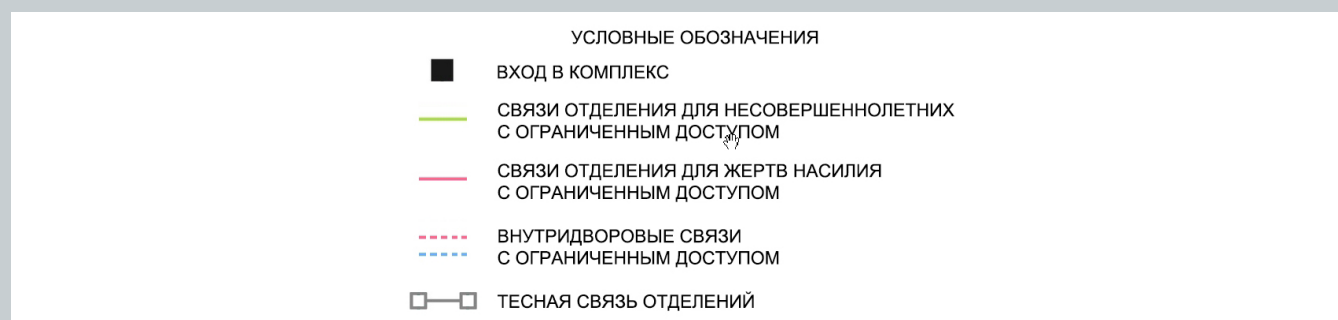 УСЛОВНЫЕ ОБОЗНАЧЕНИЯ
ВХОД В КОМПЛЕКС
СВЯЗИ ОТДЕЛЕНИЯ ДЛЯ НЕСОВЕРШЕННОЛЕТНИХ
С ОГРАНИЧЕННЫМ ДОСТУПОМ
СВЯЗИ ОТДЕЛЕНИЯ ДЛЯ ЖЕРТВ НАСИЛИЯ
С ОГРАНИЧЕННЫМ ДОСТУПОМ
ВНУТРИДВОРОВЫЕ СВЯЗИ
С ОГРАНИЧЕННЫМ ДОСТУПОМ
ТЕСНАЯ СВЯЗЬ ОТДЕЛЕНИЙ